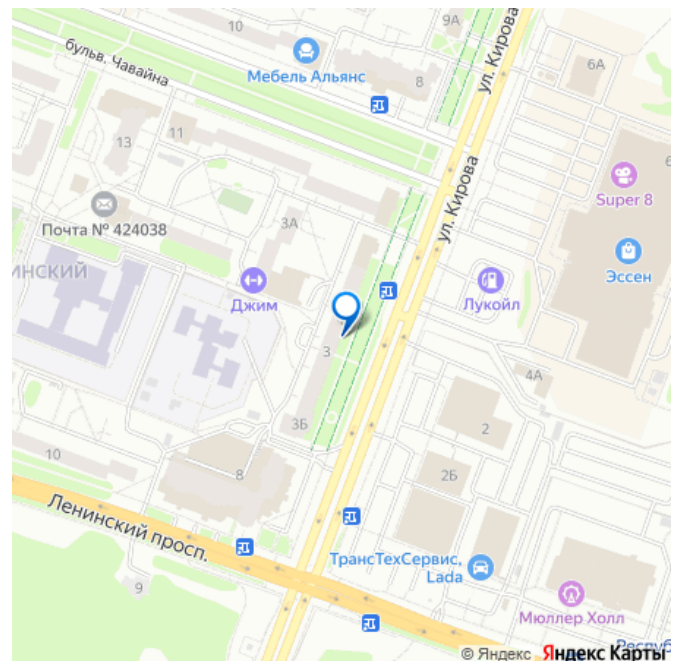 10
9А
ул. Кирова
6А
бульв. Чавайна
Мебель Альянс
8
13
11
6
Super 8
ул. Кирова
3А
Почта № 424038
Эссен
ИНСКИЙ
Джим
Лукойл
3
4А
3Б
2
10
8
2Б
Ленинский просп.
ТрансТехСервис,
Lada
9
Мюллер Холл
© Яндекс Яндекс Карты